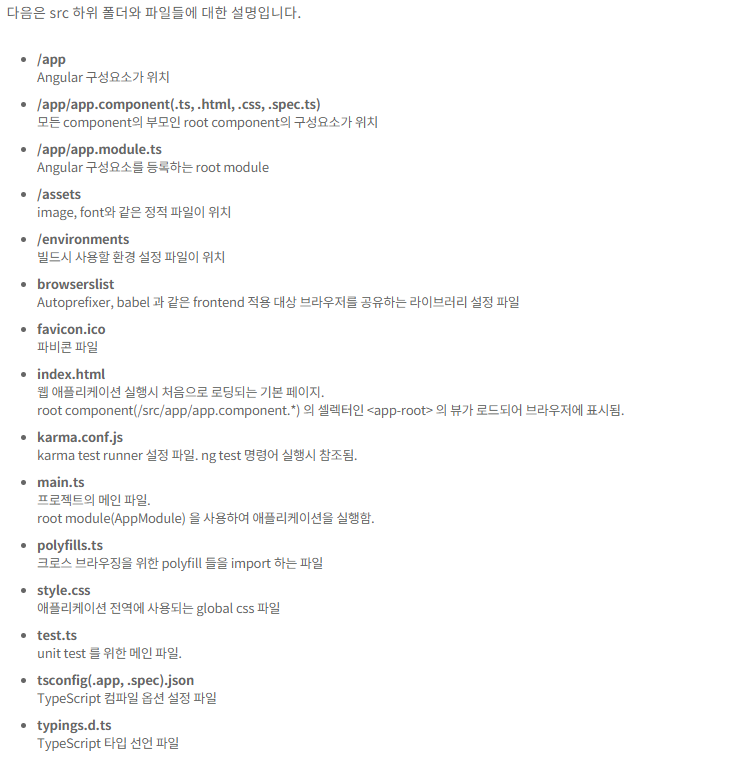 다음은 src 하위 폴더와 파일들에 대한 설명입니다.
/app
Angular 구성요소가 위치
/app/app.component(.ts, .html, .css, .spec.ts)
모든 component의 부모인 root component의 구성요소가 위치
/app/app.module.ts
Angular 구성요소를 등록하는 root module
/assets
image, font와 같은 정적 파일이 위치
/environments
빌드시 사용할 환경 설정 파일이 위치
browserslist
Autoprefixer, babel 과 같은 frontend 적용 대상 브라우저를 공유하는 라이브러리 설정 파일
favicon.ico
파비콘 파일
index.html
웹 애플리케이션 실행시 처음으로 로딩되는 기본 페이지.
root component(/src/app/app.component.*) 의 셀렉터인 <app-root> 의 뷰가 로드되어 브라우저에 표시됨.
karma.conf.js
karma test runner 설정 파일. ng test 명령어 실행시 참조됨.
main.ts
프로젝트의 메인 파일.
root module(AppModule) 을 사용하여 애플리케이션을 실행함.
polyfills.ts
크로스 브라우징을 위한 polyfill 들을 import 하는 파일
style.css
애플리케이션 전역에 사용되는 global css 파일
test.ts
unit test 를 위한 메인 파일.
tsconfig(.app, .spec).json
TypeScript 컴파일 옵션 설정 파일
typings.d.ts
TypeScript 타입 선언 파일